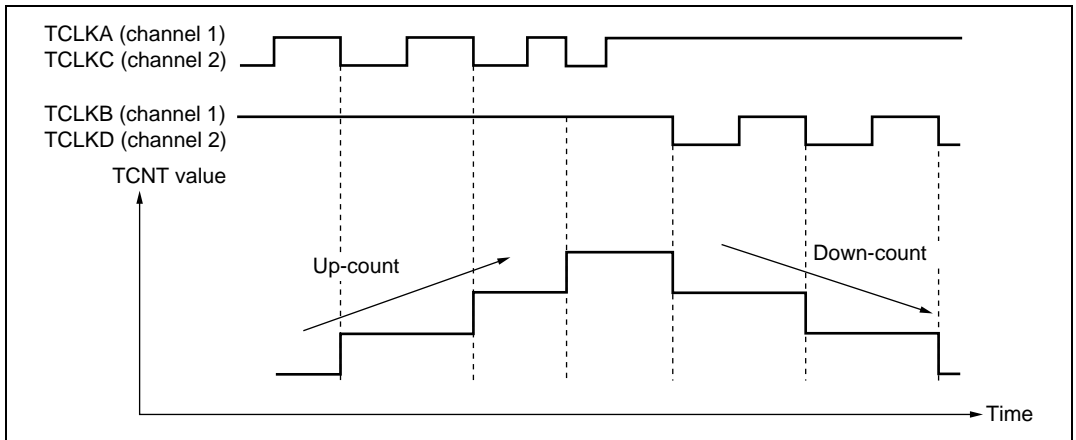 TCLKA (channel 1)
TCLKC (channel 2)
TCLKB (channel 1)
TCLKD (channel 2)
TCNT value
Up-count
Down-count
Time